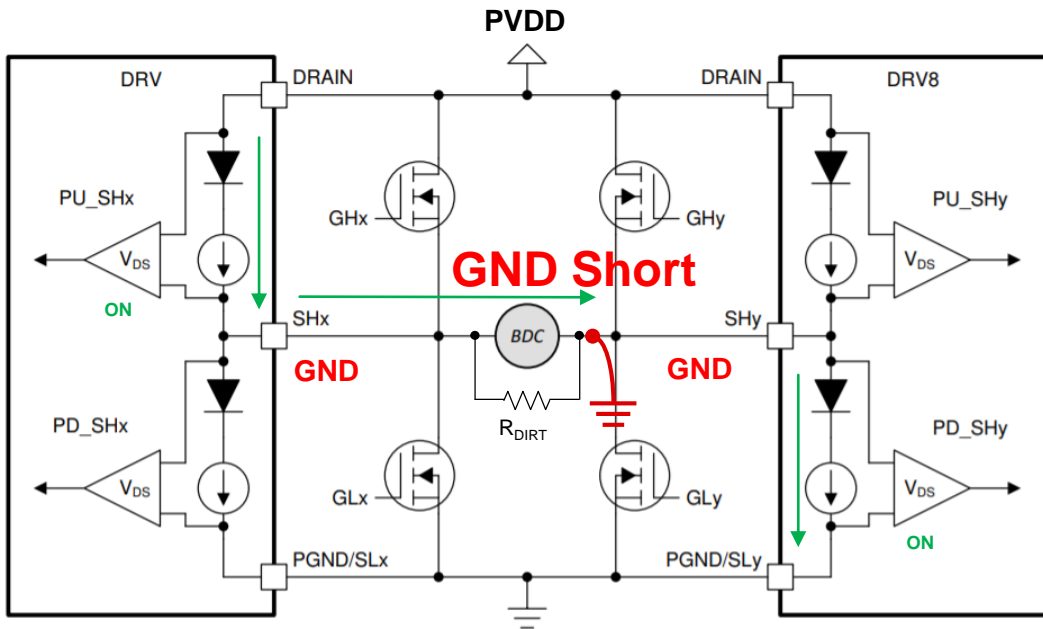 PVDD
DRV
DRAIN
DRAIN
DRV8
PU_SHx
PU_SHy
GHx
GHy
VDS
VDS
GND Short
ON
SHx
BDC
SHy
GND
GND
RDIRT
PD_SHx
PD_SHy
VDS
GLx
GLy
VDS
ON
PGND/SLx
PGND/SLy